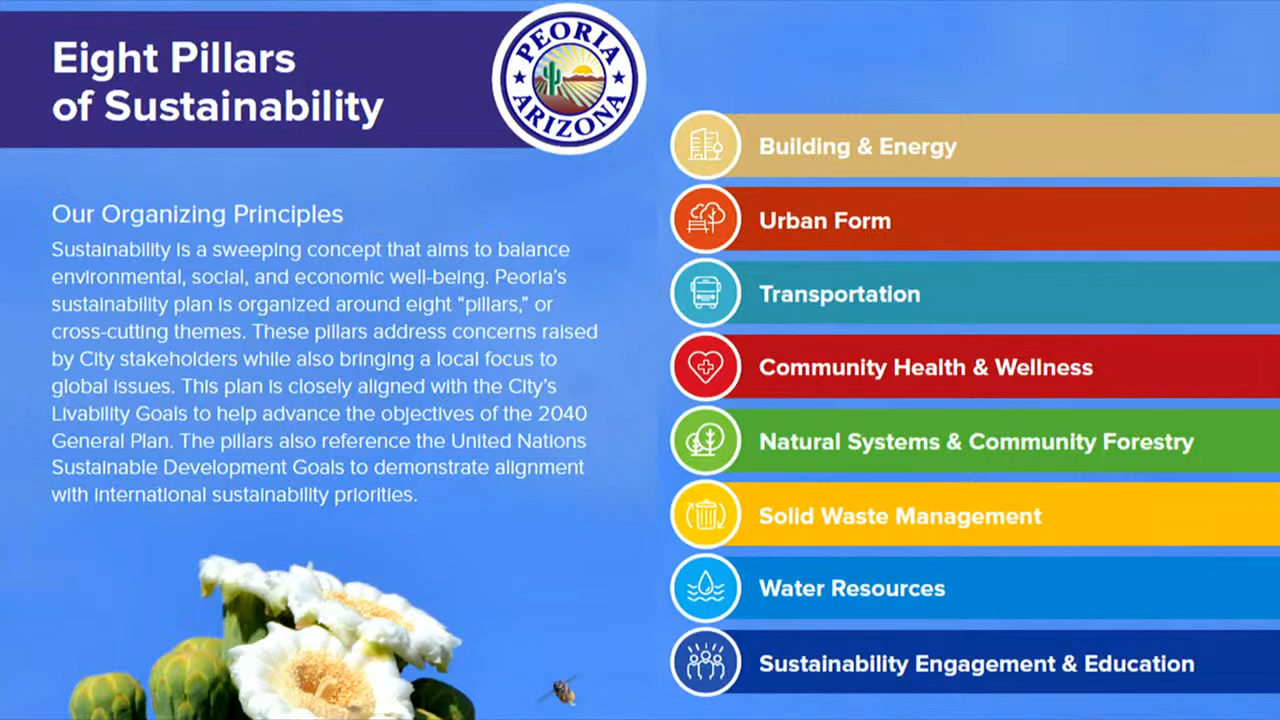 Eight Pillars
of Sustainability
PEORIA
ARIZONA
Our Organizing Principles
Sustainability is a sweeping concept that aims to balance
environmental, social, and economic well-being. Peoria's
sustainability plan is organized around eight “pillars,” or
cross-cutting themes. These pillars address concerns raised
by City stakeholders while also bringing a local focus to
global issues. This plan is closely aligned with the City's
Livability Goals to help advance the objectives of the 2040
General Plan. The pillars also reference the United Nations
Sustainable Development Goals to demonstrate alignment
with international sustainability priorities.
Building & Energy
Urban Form
Transportation
Community Health & Wellness
Natural Systems & Community Forestry
Solid Waste Management
Water Resources
Sustainability Engagement & Education